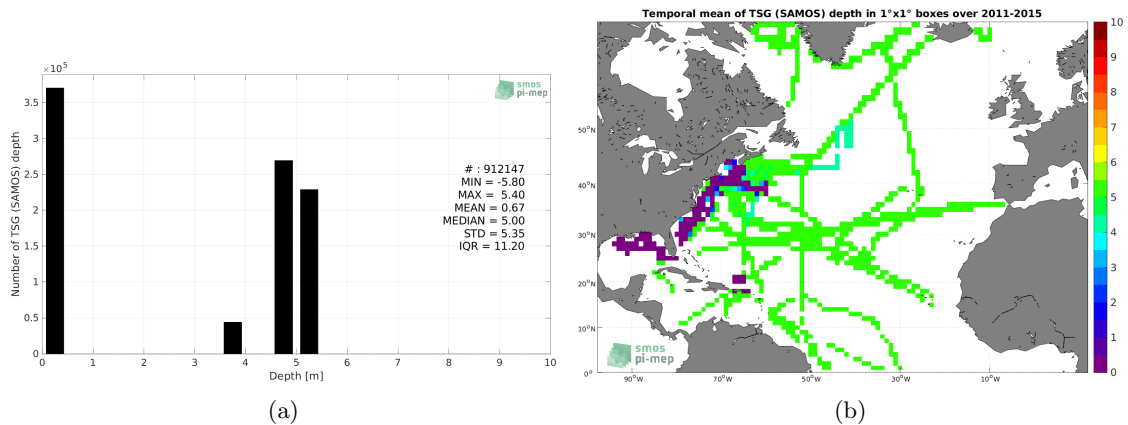 ×10⁵
3.5
3
2.5
2
1.5
1
0.5
0
Number of TSG (SAMOS) depth
smos
pi-mep
# : 912147
MIN = -5.80
MAX = 5.40
MEAN = 0.67
MEDIAN = 5.00
STD = 5.35
IQR = 11.20
0 1 2 3 4 5 6 7 8 9 10
Depth [m]
(a)
Temporal mean of TSG (SAMOS) depth in 1°x1° boxes over 2011-2015
50°N
40°N
30°N
20°N
10°N
0°
90°W 70°W 50°W 30°W 10°W
smos
pi-mep
10
9
8
7
6
5
4
3
2
1
0
(b)